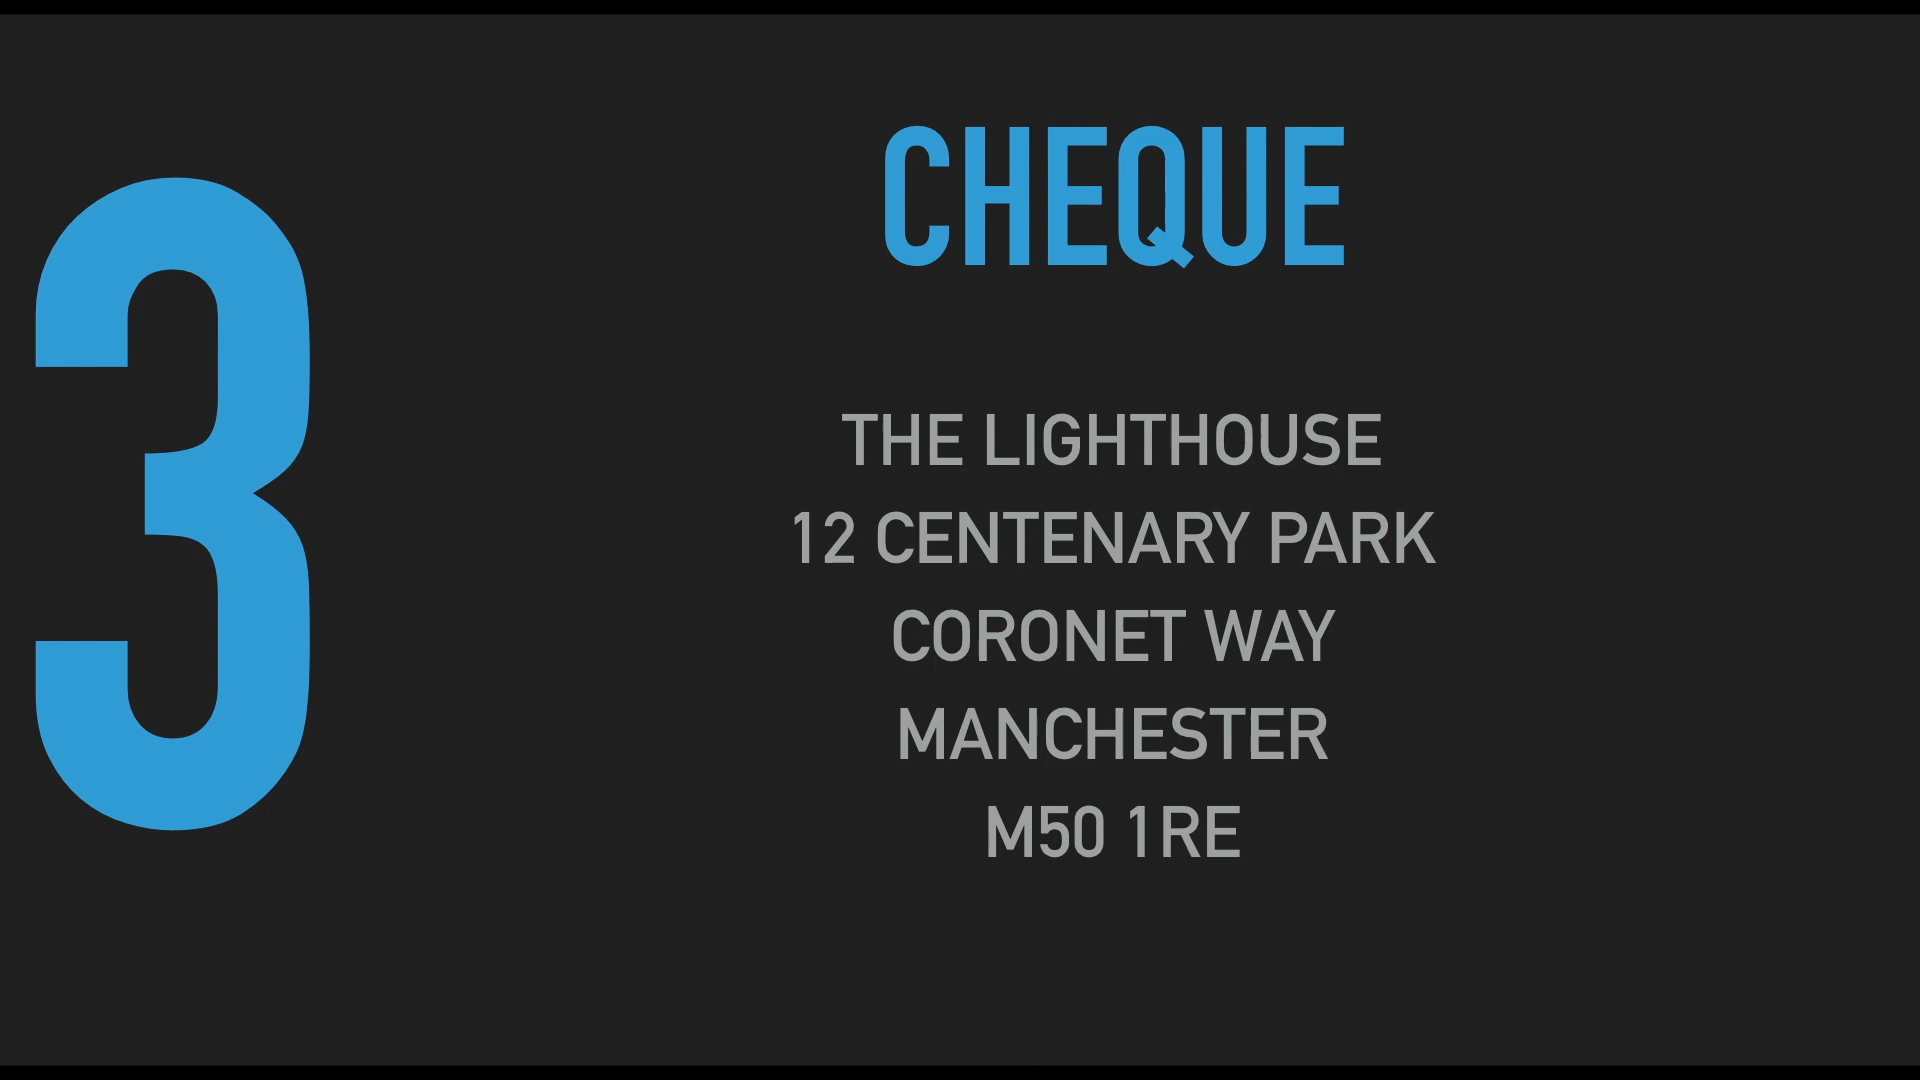 3
CHEQUE
THE LIGHTHOUSE
12 CENTENARY PARK
CORONET WAY
MANCHESTER
M50 1RE